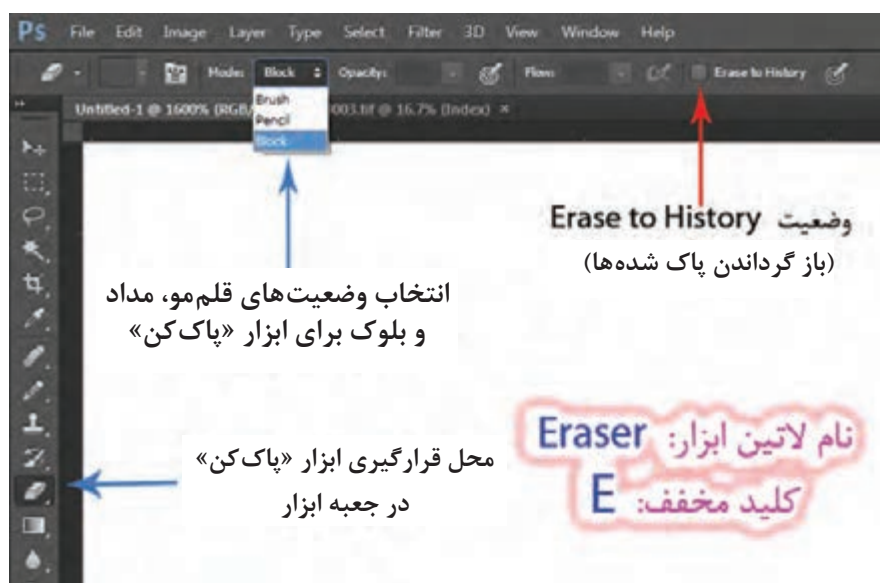 Ps File Edit Image Layer Type Select Filter 3D View Window Help
Mode: Block Opacity: Flow: Erase to History
Untitled-1 @ 1600% (RGB/ 003.tif @ 16.7% (Index) ×
Brush
Pencil
Block
وضعیت Erase to History
(باز گرداندن پاک شده‌ها)
انتخاب وضعیت‌های قلم‌مو، مداد
و بلوک برای ابزار «پاک‌کن»
نام لاتین ابزار: Eraser
کلید مخفف: E
محل قرارگیری ابزار «پاک‌کن»
در جعبه ابزار